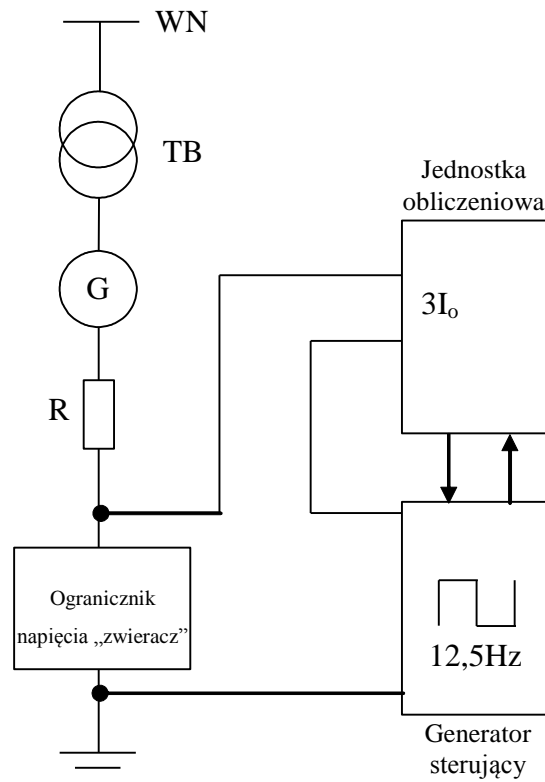 WN
TB
Jednostka
obliczeniowa
G
3Iₒ
R
Ogranicznik
napięcia „zwieracz”
12,5Hz
Generator
sterujący